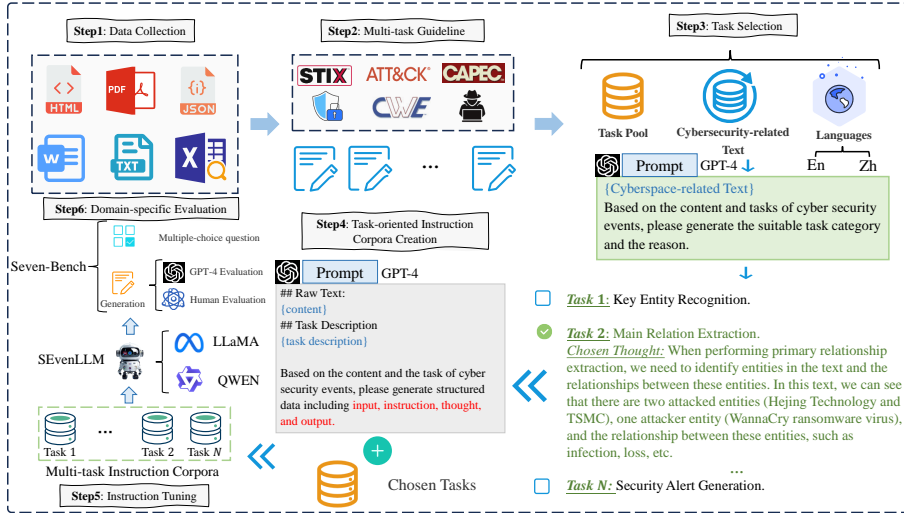 Step1: Data Collection
HTML
PDF
JSON
W
TXT
X
Step2: Multi-task Guideline
STIX
ATT&CK®
CAPEC
CWE
...
Step3: Task Selection
Task Pool
Cybersecurity-related
Text
Languages
En
Zh
Prompt
GPT-4
{Cyberspace-related Text}
Based on the content and tasks of cyber security
events, please generate the suitable task category
and the reason.
Task 1: Key Entity Recognition.
Task 2: Main Relation Extraction.
Chosen Thought: When performing primary relationship
extraction, we need to identify entities in the text and the
relationships between these entities. In this text, we can see
that there are two attacked entities (Hejing Technology and
TSMC), one attacker entity (WannaCry ransomware virus),
and the relationship between these entities, such as
infection, loss, etc.
...
Task N: Security Alert Generation.
Step4: Task-oriented Instruction
Corpora Creation
Prompt
GPT-4
## Raw Text:
{content}
## Task Description
{task description}
Based on the content and the task of cyber
security events, please generate structured
data including input, instruction, thought,
and output.
Chosen Tasks
Step6: Domain-specific Evaluation
Multiple-choice question
Seven-Bench
Generation
GPT-4 Evaluation
Human Evaluation
SEvenLLM
LLaMA
QWEN
...
Task 1
Task 2
Task N
Multi-task Instruction Corpora
Step5: Instruction Tuning